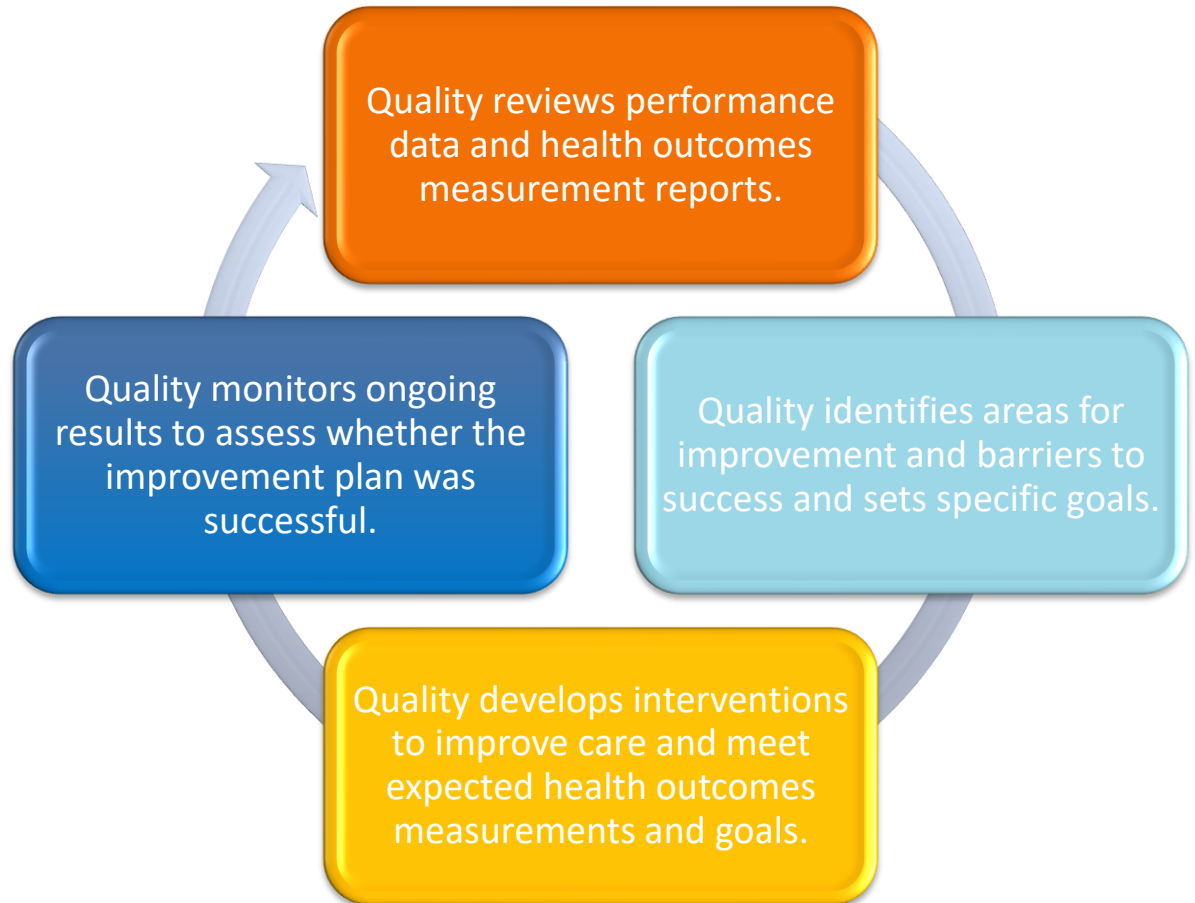 Quality reviews performance
data and health outcomes
measurement reports.
Quality identifies areas for
improvement and barriers to
success and sets specific goals.
Quality develops interventions
to improve care and meet
expected health outcomes
measurements and goals.
Quality monitors ongoing
results to assess whether the
improvement plan was
successful.